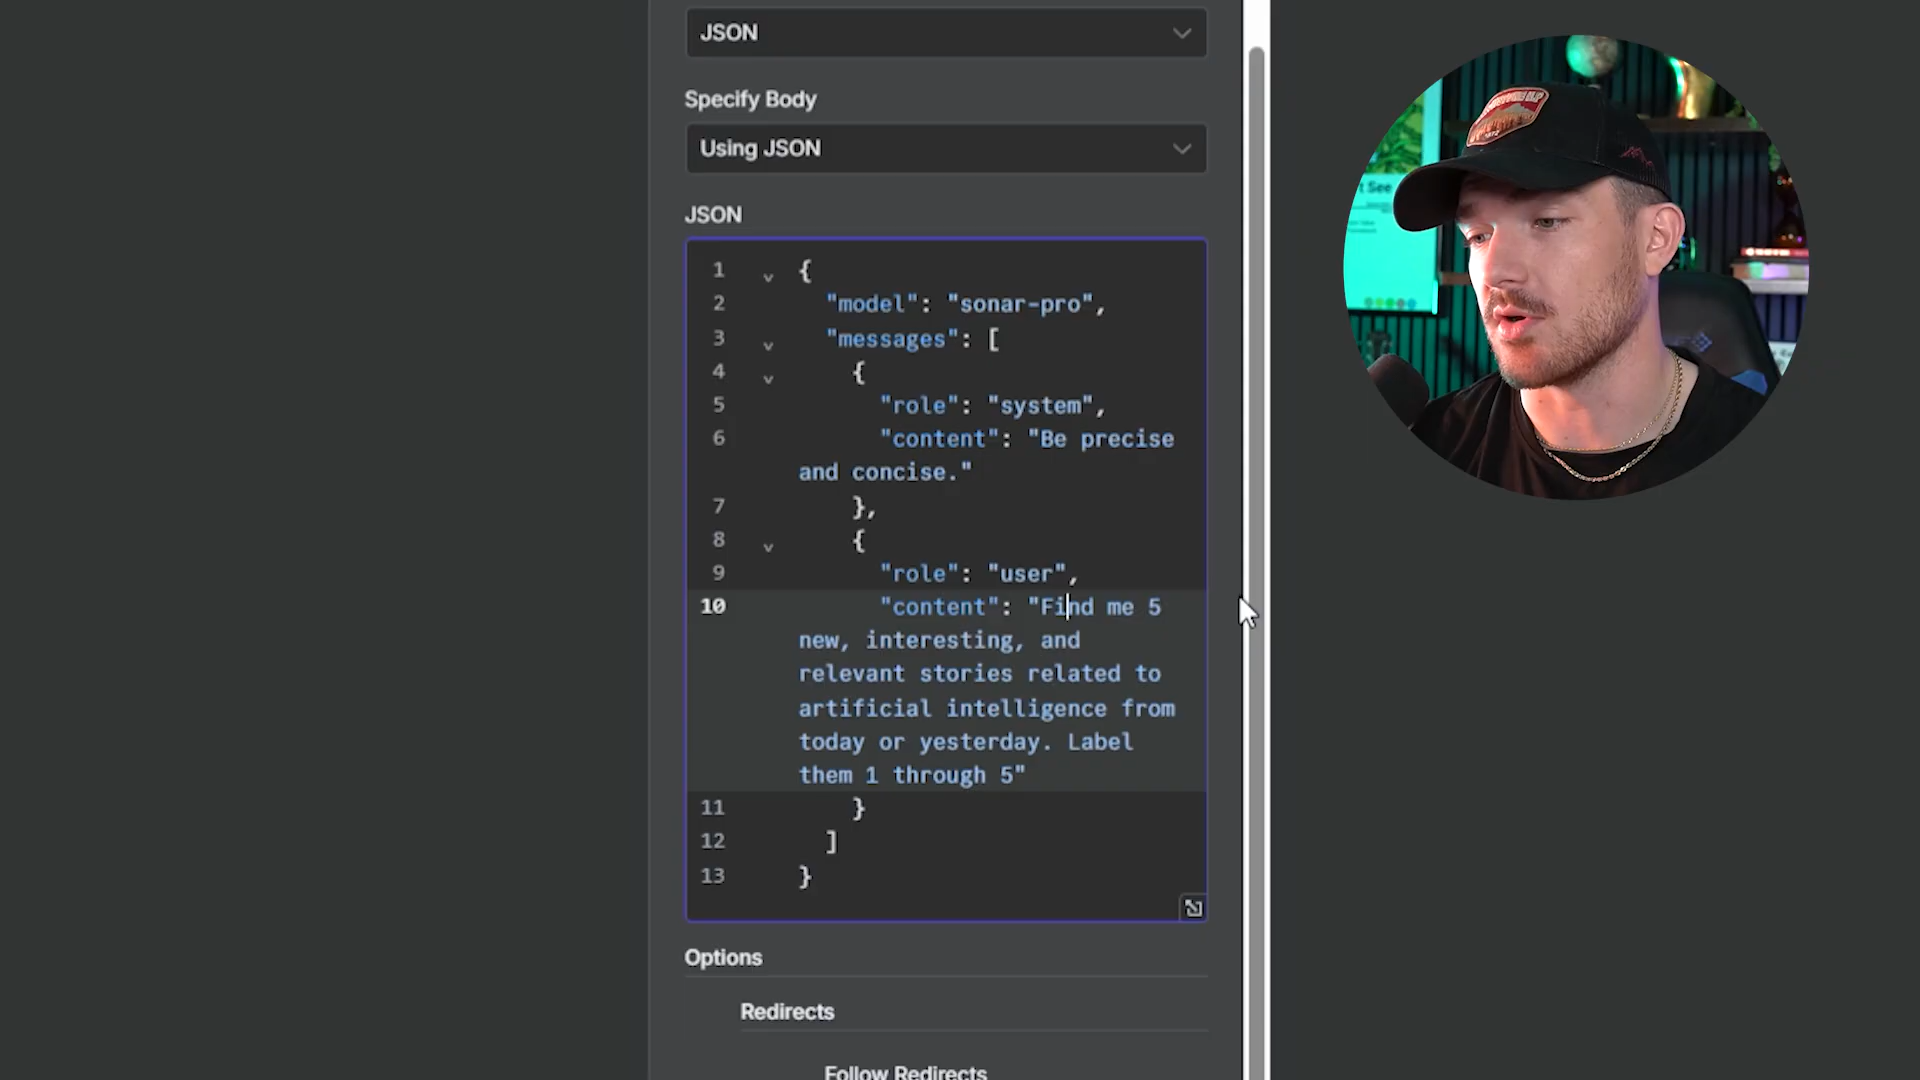 JSON
Specify Body
Using JSON
JSON
1 {
2 "model": "sonar-pro",
3 "messages": [
4 {
5 "role": "system",
6 "content": "Be precise
and concise."
7 },
8 {
9 "role": "user",
10 "content": "Find me 5
new, interesting, and
relevant stories related to
artificial intelligence from
today or yesterday. Label
them 1 through 5"
11 }
12 ]
13 }
Options
Redirects
Follow Redirects
t See